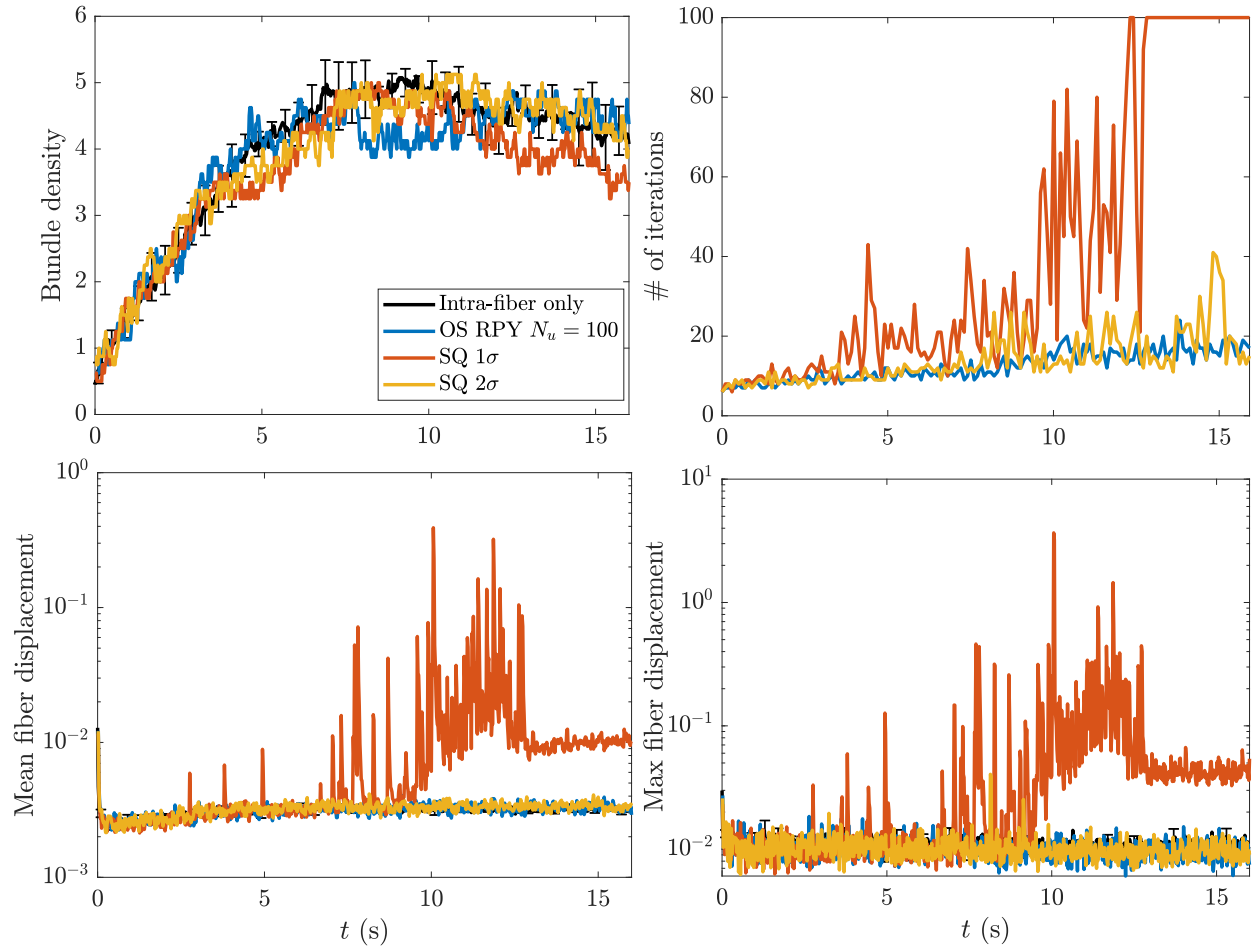 Bundle density
6
5
4
3
2
1
0
0 5 10 15
Intra-fiber only
OS RPY N_u = 100
SQ 1σ
SQ 2σ
# of iterations
100
80
60
40
20
0
0 5 10 15
Mean fiber displacement
10^0
10^-1
10^-2
10^-3
0 5 10 15
t (s)
Max fiber displacement
10^1
10^0
10^-1
10^-2
0 5 10 15
t (s)